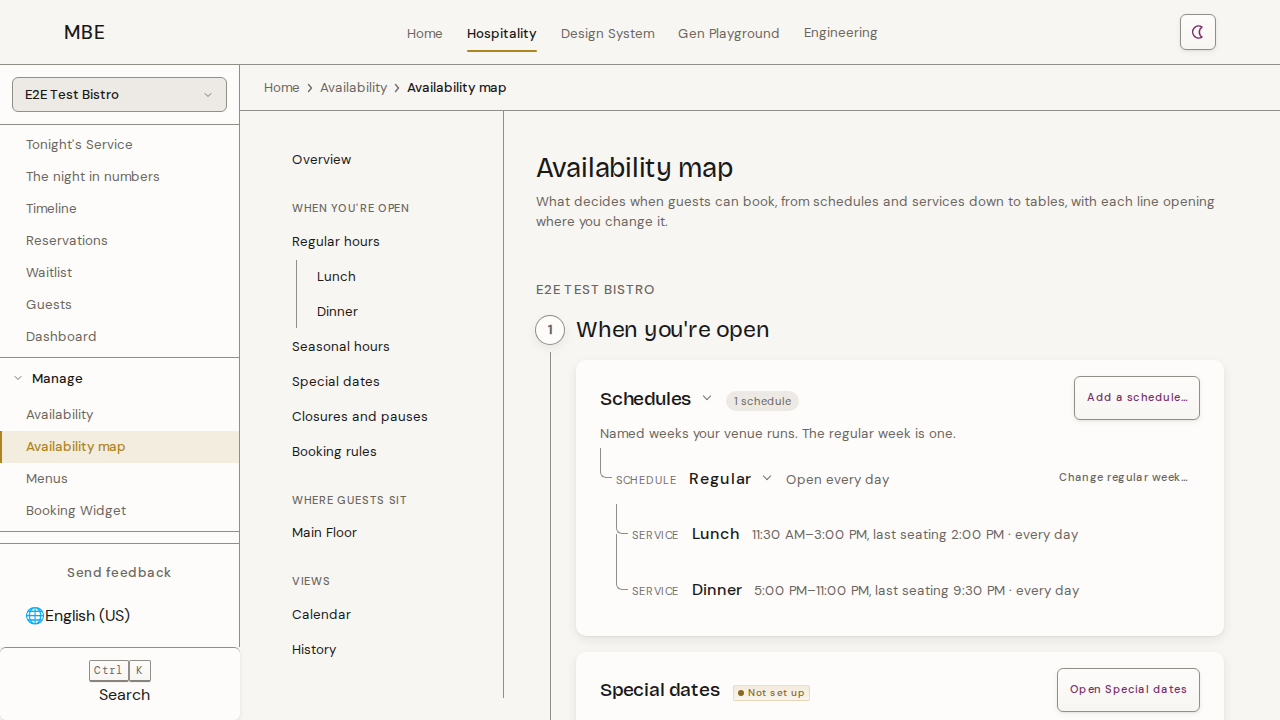 MBE
Home Hospitality Design System Gen Playground Engineering
E2E Test Bistro
Tonight's Service
The night in numbers
Timeline
Reservations
Waitlist
Guests
Dashboard
Manage
Availability
Availability map
Menus
Booking Widget
Send feedback
English (US)
Ctrl K
Search
Home Availability Availability map
Overview
WHEN YOU'RE OPEN
Regular hours
Lunch
Dinner
Seasonal hours
Special dates
Closures and pauses
Booking rules
WHERE GUESTS SIT
Main Floor
VIEWS
Calendar
History
Availability map
What decides when guests can book, from schedules and services down to tables, with each line opening
where you change it.
E2E TEST BISTRO
1 When you're open
Schedules 1 schedule Add a schedule…
Named weeks your venue runs. The regular week is one.
SCHEDULE Regular Open every day Change regular week…
SERVICE Lunch 11:30 AM–3:00 PM, last seating 2:00 PM · every day
SERVICE Dinner 5:00 PM–11:00 PM, last seating 9:30 PM · every day
Special dates Not set up Open Special dates